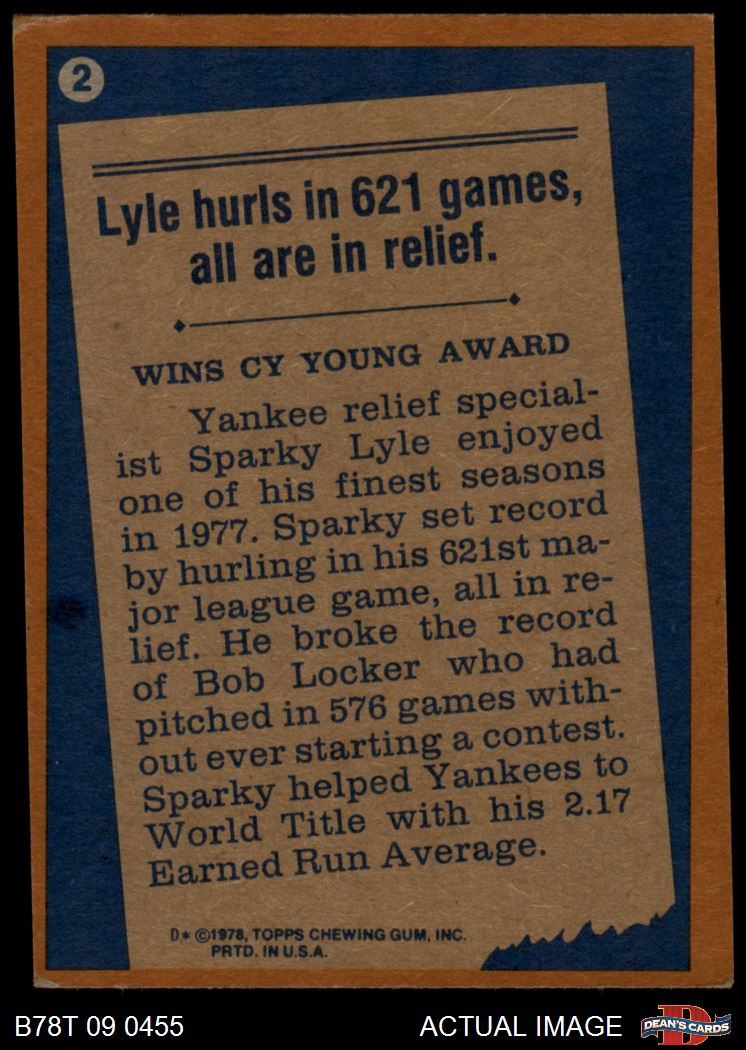 2
Lyle hurls in 621 games,
all are in relief.
WINS CY YOUNG AWARD
Yankee relief special-
ist Sparky Lyle enjoyed
one of his finest seasons
in 1977. Sparky set record
by hurling in his 621st ma-
jor league game, all in re-
lief. He broke the record
of Bob Locker who had
pitched in 576 games with-
out ever starting a contest.
Sparky helped Yankees to
World Title with his 2.17
Earned Run Average.
D* ©1978, TOPPS CHEWING GUM, INC.
PRTD. IN U.S.A.
B78T 09 0455 ACTUAL IMAGE D DEAN'S CARDS